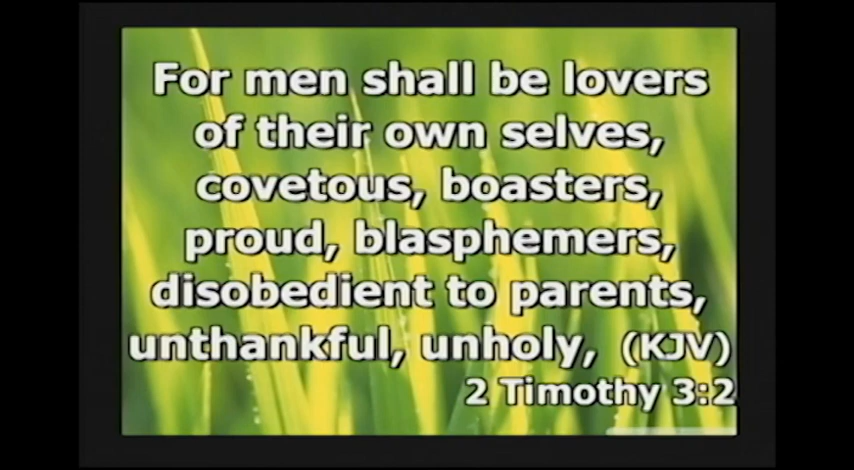 For men shall be lovers
of their own selves,
covetous, boasters,
proud, blasphemers,
disobedient to parents,
unthankful, unholy, (KJV)
2 Timothy 3:2